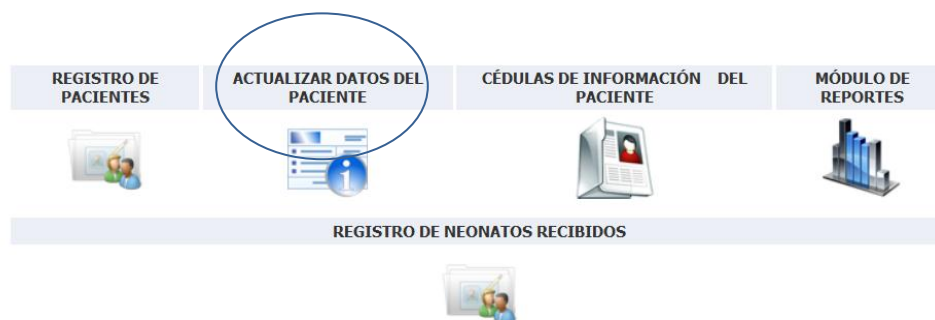 REGISTRO DE PACIENTES
ACTUALIZAR DATOS DEL PACIENTE
CÉDULAS DE INFORMACIÓN DEL PACIENTE
MÓDULO DE REPORTES
REGISTRO DE NEONATOS RECIBIDOS